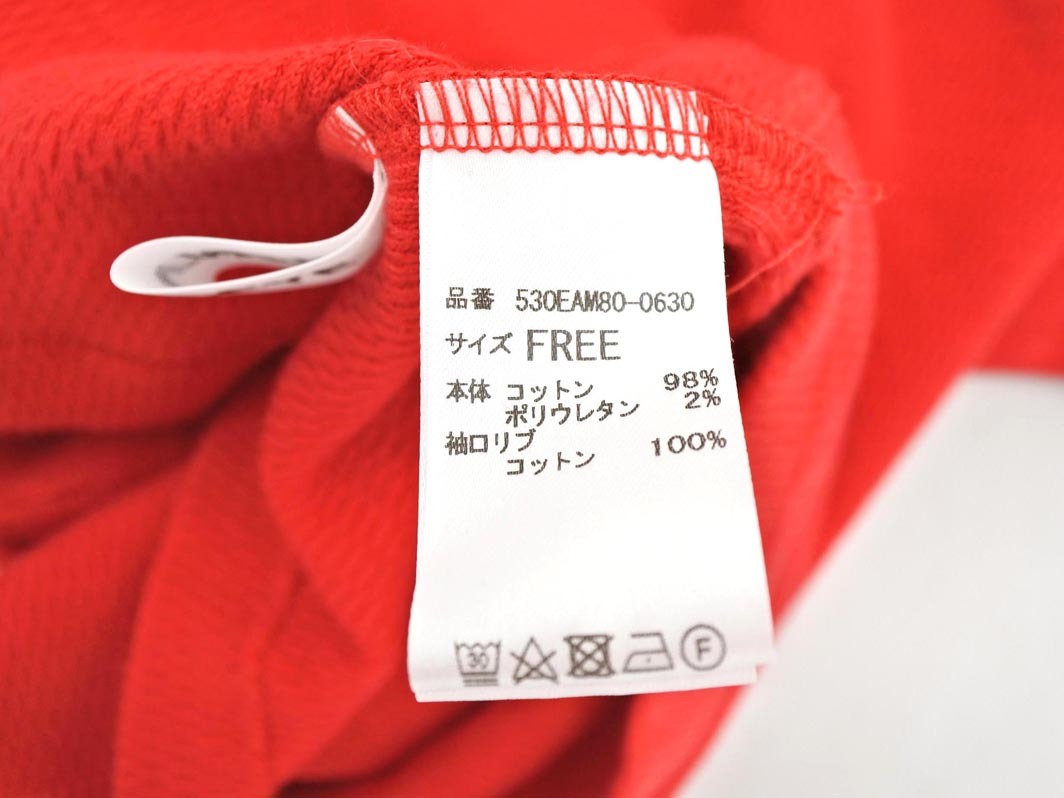 品番 530EAM80-0630
サイズ FREE
本体 コットン 98%
ポリウレタン 2%
袖口リブ
コットン 100%
30 F